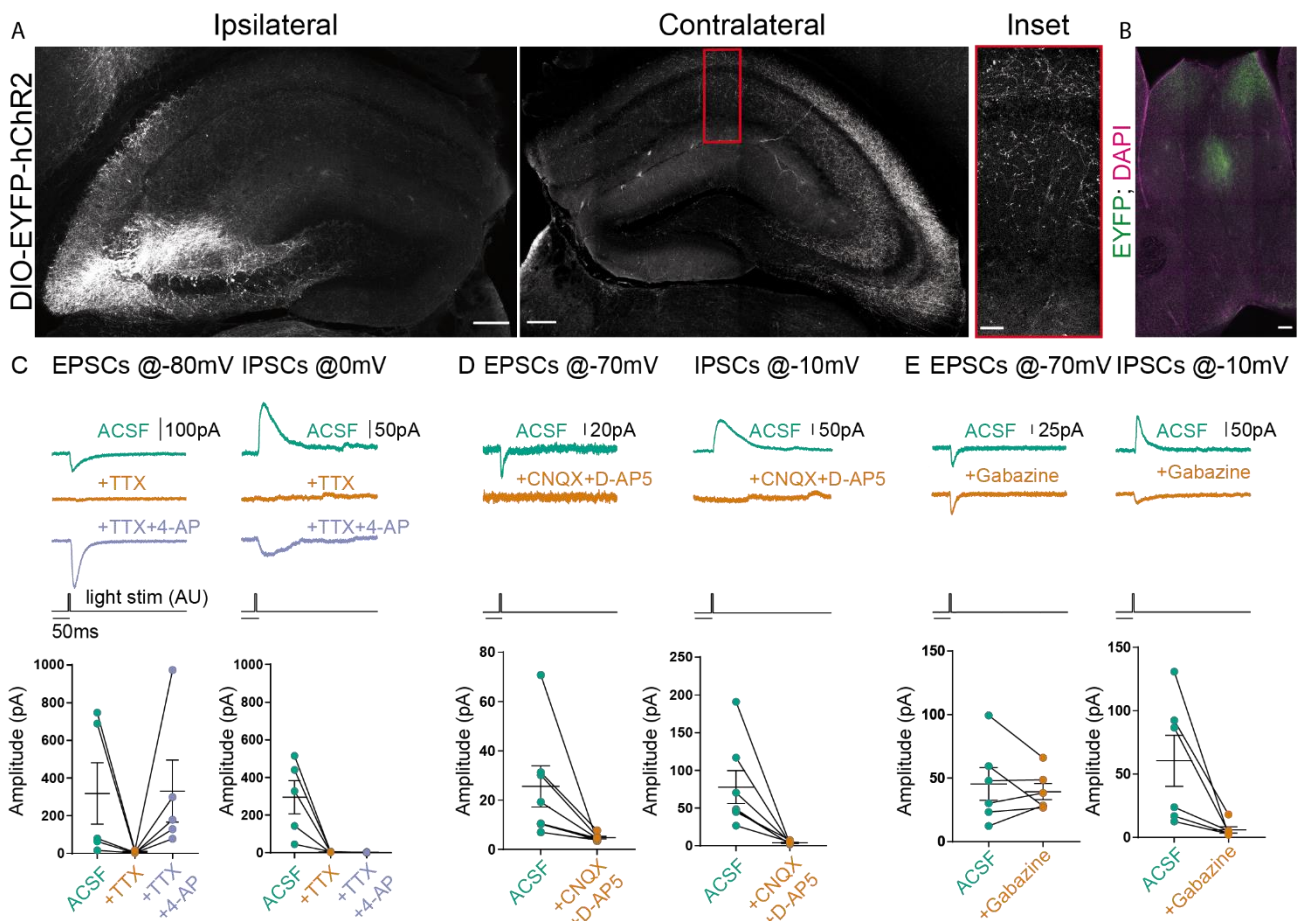 A
Ipsilateral
Contralateral
Inset
B
DIO-EYFP-hChR2
EYFP; DAPI
C
EPSCs @-80mV
IPSCs @0mV
D
EPSCs @-70mV
IPSCs @-10mV
E
EPSCs @-70mV
IPSCs @-10mV
ACSF
100pA
+TTX
+TTX+4-AP
ACSF
50pA
+TTX
+TTX+4-AP
ACSF
20pA
+CNQX+D-AP5
ACSF
50pA
+CNQX+D-AP5
ACSF
25pA
+Gabazine
ACSF
50pA
+Gabazine
light stim (AU)
50ms
Amplitude (pA)
1000
800
600
400
200
0
ACSF
+TTX
+TTX
+4-AP
Amplitude (pA)
1000
800
600
400
200
0
ACSF
+TTX
+TTX
+4-AP
Amplitude (pA)
80
60
40
20
0
ACSF
+CNQX
+D-AP5
Amplitude (pA)
250
200
150
100
50
0
ACSF
+CNQX
+D-AP5
Amplitude (pA)
150
100
50
0
ACSF
+Gabazine
Amplitude (pA)
150
100
50
0
ACSF
+Gabazine